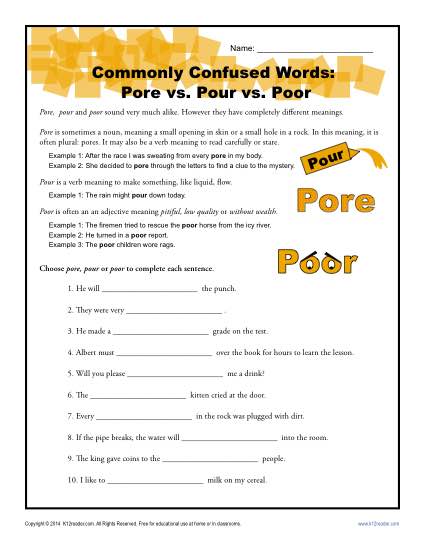 Name: ____________________________
Commonly Confused Words:
Pore vs. Pour vs. Poor
Pore, pour and poor sound very much alike. However they have completely different meanings.
Pore is sometimes a noun, meaning a small opening in skin or a small hole in a rock. In this meaning, it is
often plural: pores. It may also be a verb meaning to read carefully or stare.
Example 1: After the race I was sweating from every pore in my body.
Example 2: She decided to pore through the letters to find a clue to the mystery.
Pour
Pour is a verb meaning to make something, like liquid, flow.
Example 1: The rain might pour down today.
Pore
Poor is often an an adjective meaning pitiful, low quality or without wealth.
Example 1: The firemen tried to rescue the poor horse from the icy river.
Example 2: He turned in a poor report.
Example 3: The poor children wore rags.
Poor
Choose pore, pour or poor to complete each sentence.
1. He will ________________________ the punch.
2. They were very ________________________ .
3. He made a ________________________ grade on the test.
4. Albert must ________________________ over the book for hours to learn the lesson.
5. Will you please ________________________ me a drink?
6. The ________________________ kitten cried at the door.
7. Every ________________________ in the rock was plugged with dirt.
8. If the pipe breaks, the water will ________________________ into the room.
9. The king gave coins to the ________________________ people.
10. I like to ________________________ milk on my cereal.
Copyright © 2014 K12reader.com. All Rights Reserved. Free for educational use at home or in classrooms.
www.k12reader.com